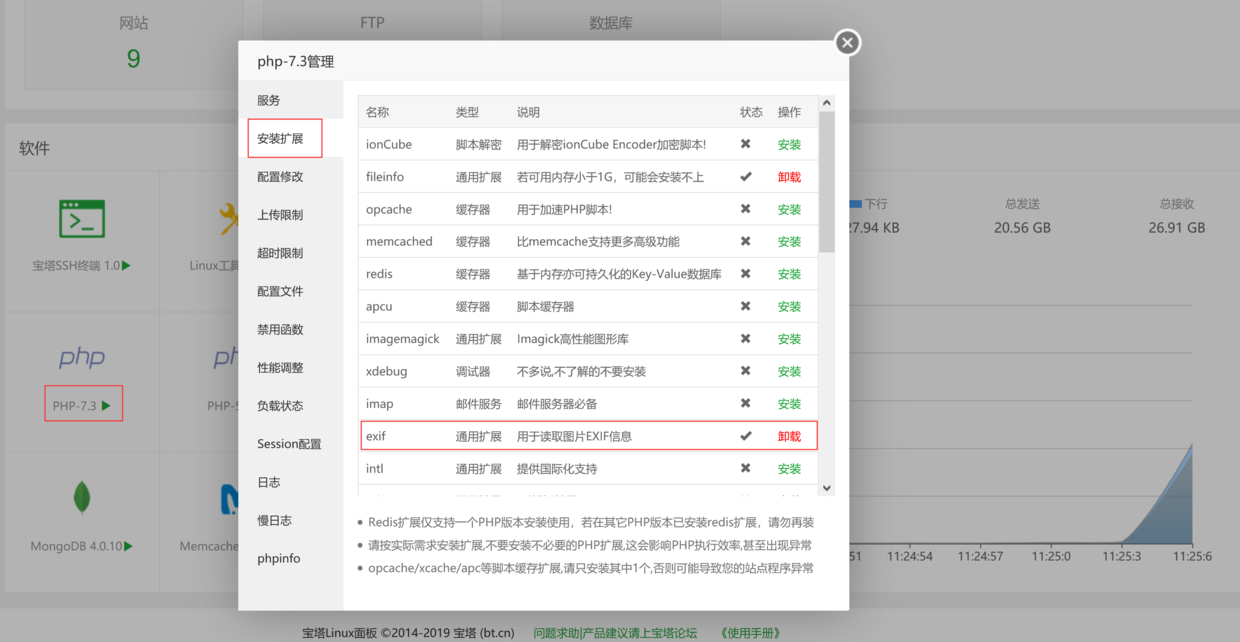 网站 FTP 数据库
9
php-7.3管理
软件
服务
安装扩展
配置修改
上传限制
超时限制
配置文件
禁用函数
性能调整
负载状态
Session配置
日志
慢日志
phpinfo
名称 类型 说明 状态 操作
ionCube 脚本解密 用于解密ionCube Encoder加密脚本! 安装
fileinfo 通用扩展 若可用内存小于1G，可能会安装不上 卸载
opcache 缓存器 用于加速PHP脚本! 安装
memcached 缓存器 比memcache支持更多高级功能 安装
redis 缓存器 基于内存亦可持久化的Key-Value数据库 安装
apcu 缓存器 脚本缓存器 安装
imagemagick 通用扩展 Imagick高性能图形库 安装
xdebug 调试器 不多说,不了解的不要安装 安装
imap 邮件服务 邮件服务器必备 安装
exif 通用扩展 用于读取图片EXIF信息 卸载
intl 通用扩展 提供国际化支持 安装
Redis扩展仅支持一个PHP版本安装使用，若在其它PHP版本已安装redis扩展，请勿再装
请按实际需求安装扩展,不要安装不必要的PHP扩展,这会影响PHP执行效率,甚至出现异常
opcache/xcache/apc等脚本缓存扩展,请只安装其中1个,否则可能导致您的站点程序异常
宝塔SSH终端 1.0 Linux工具
php
PHP-7.3 PHP-
MongoDB 4.0.10 Memcache
下行 总发送 总接收
27.94 KB 20.56 GB 26.91 GB
51 11:24:54 11:24:57 11:25:0 11:25:3 11:25:6
宝塔Linux面板 ©2014-2019 宝塔 (bt.cn) 问题求助|产品建议请上宝塔论坛 《使用手册》